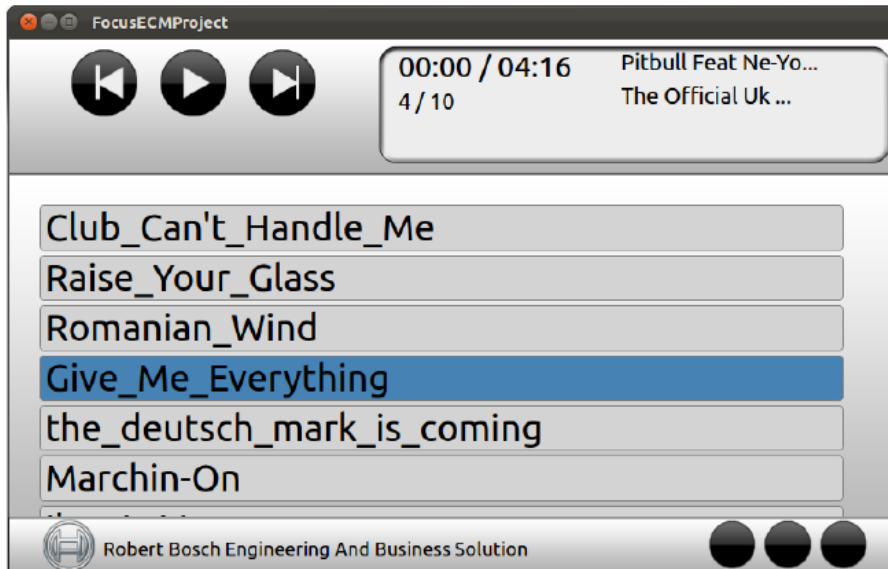 FocusECMProject
00:00 / 04:16
Pitbull Feat Ne-Yo...
4 / 10
The Official Uk ...
Club_Can't_Handle_Me
Raise_Your_Glass
Romanian_Wind
Give_Me_Everything
the_deutsch_mark_is_coming
Marchin-On
Robert Bosch Engineering And Business Solution